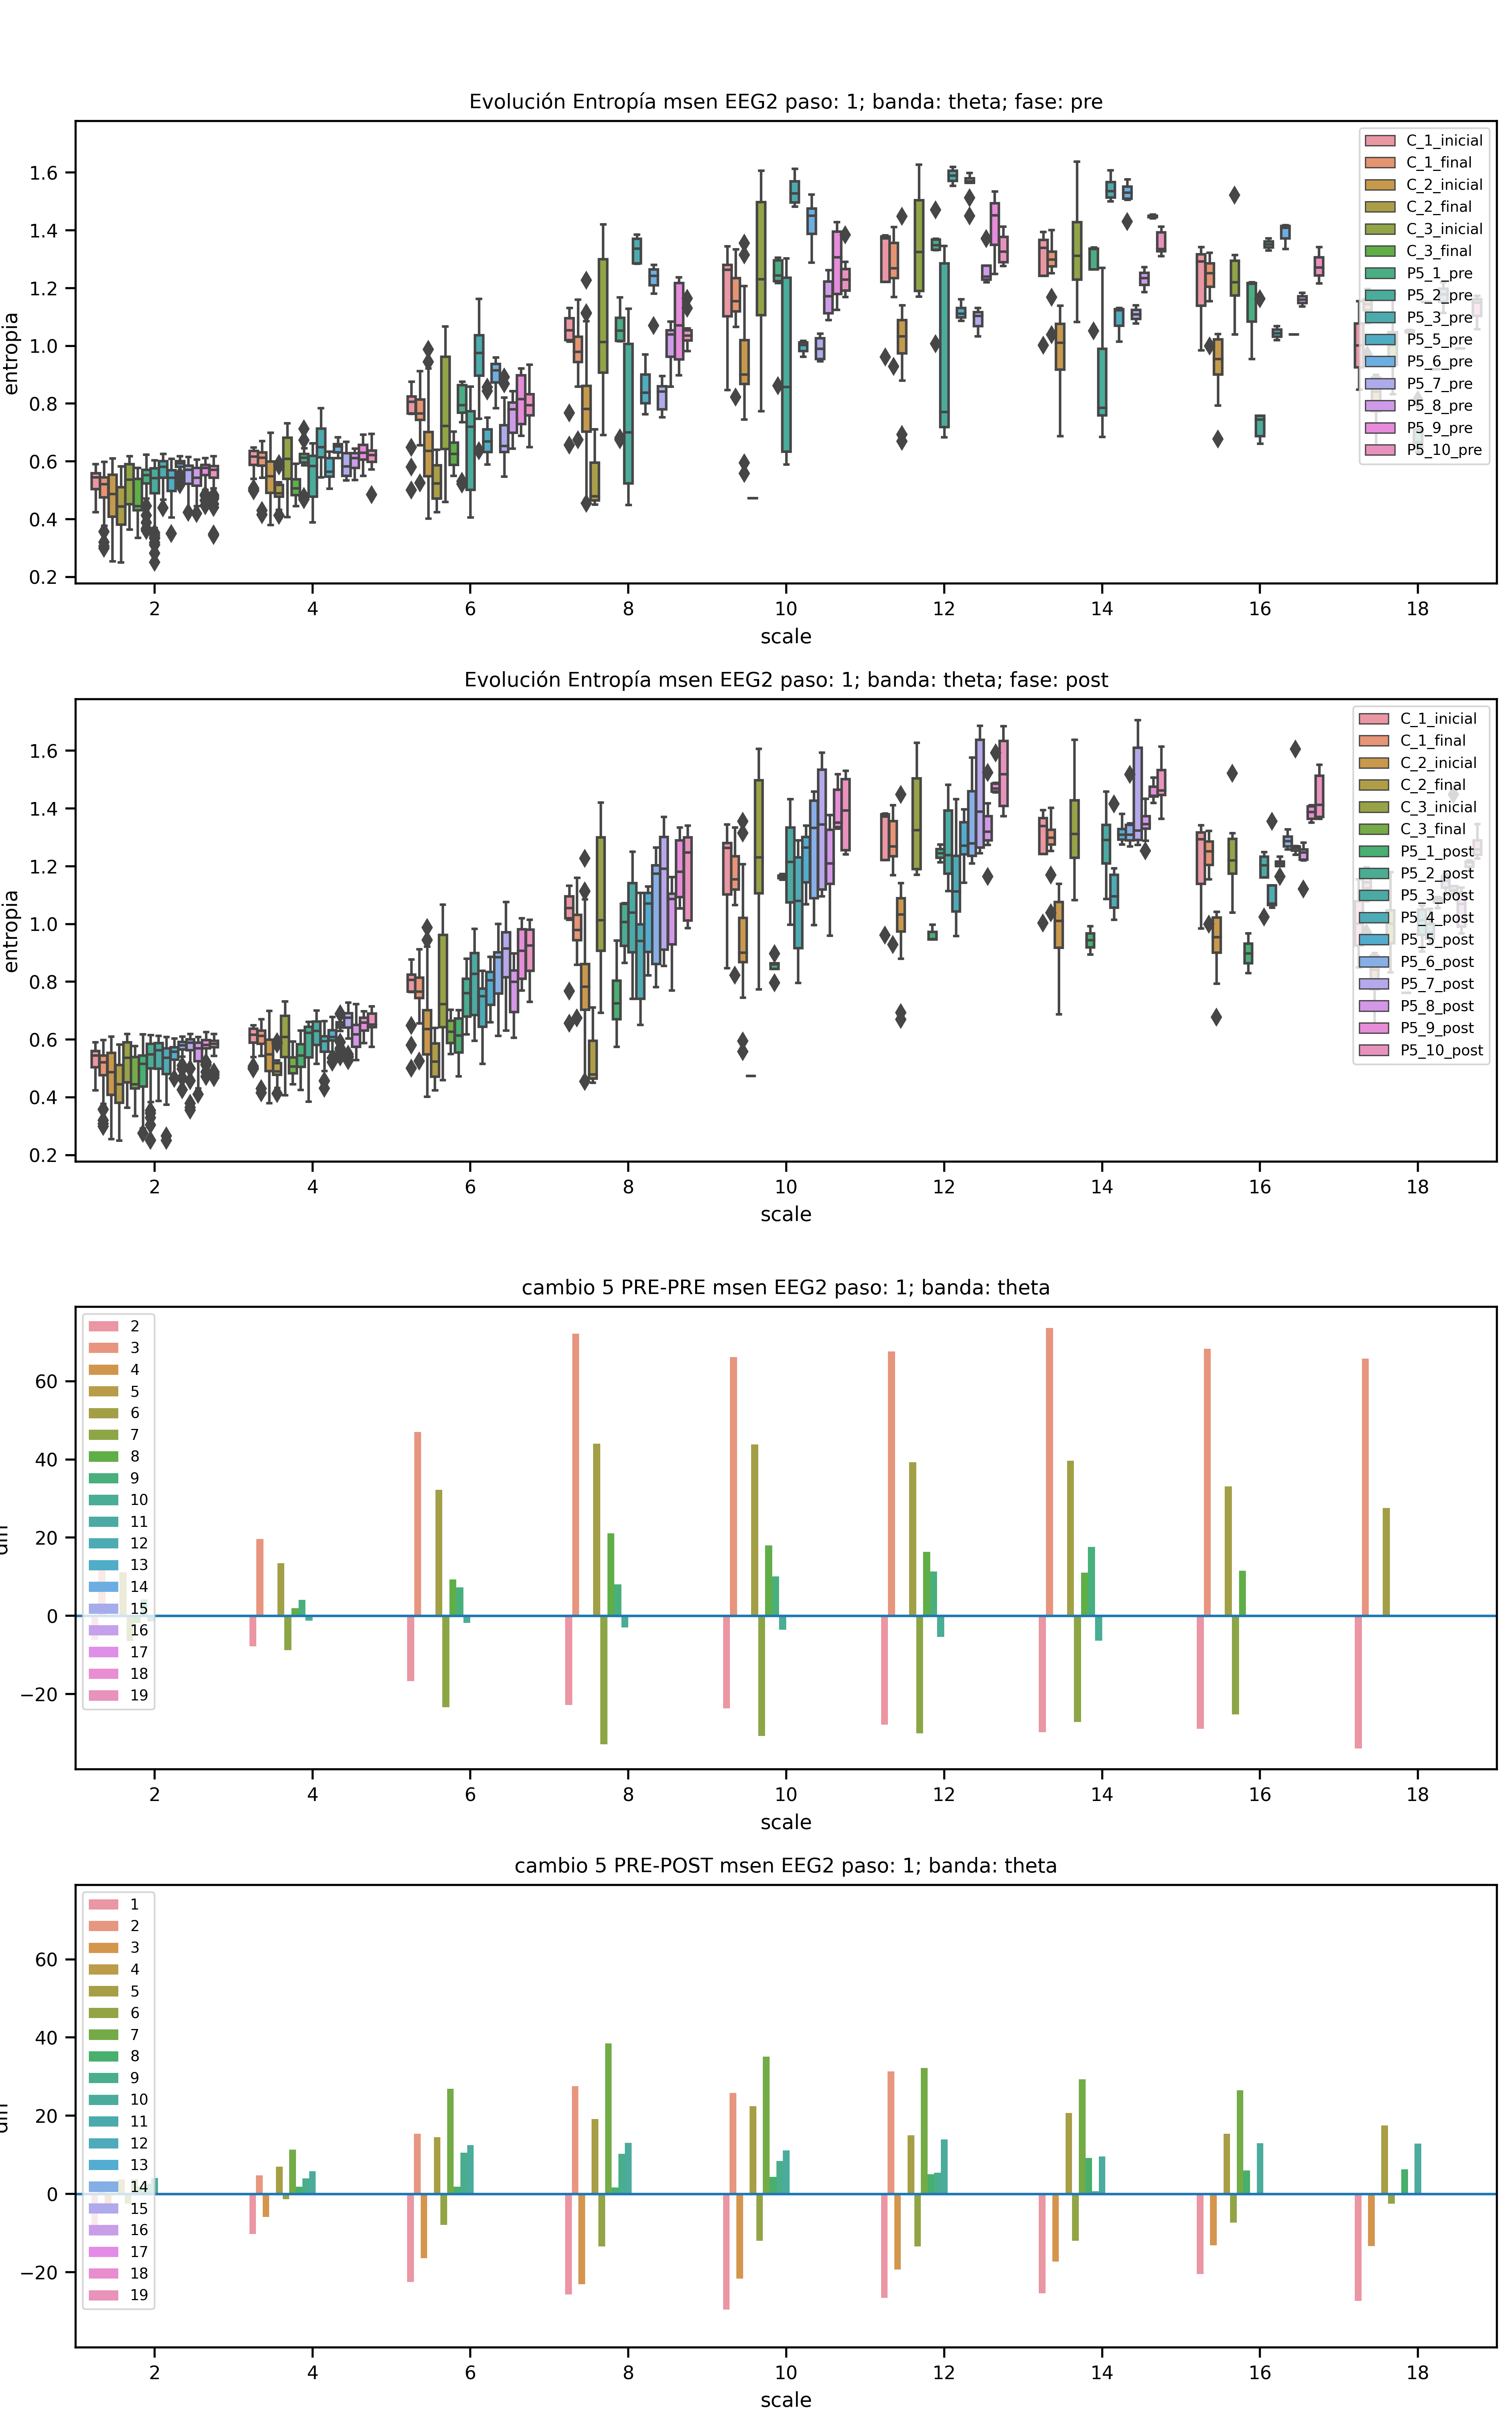 Evolución Entropía msen EEG2 paso: 1; banda: theta; fase: pre
entropia
1.6
1.4
1.2
1.0
0.8
0.6
0.4
0.2
C_1_inicial
C_1_final
C_2_inicial
C_2_final
C_3_inicial
C_3_final
P5_1_pre
P5_2_pre
P5_3_pre
P5_5_pre
P5_6_pre
P5_7_pre
P5_8_pre
P5_9_pre
P5_10_pre
2 4 6 8 10 12 14 16 18
scale
Evolución Entropía msen EEG2 paso: 1; banda: theta; fase: post
entropia
1.6
1.4
1.2
1.0
0.8
0.6
0.4
0.2
C_1_inicial
C_1_final
C_2_inicial
C_2_final
C_3_inicial
C_3_final
P5_1_post
P5_2_post
P5_3_post
P5_4_post
P5_5_post
P5_6_post
P5_7_post
P5_8_post
P5_9_post
P5_10_post
2 4 6 8 10 12 14 16 18
scale
cambio 5 PRE-PRE msen EEG2 paso: 1; banda: theta
60
40
20
0
−20
2
3
4
5
6
7
8
9
10
11
12
13
14
15
16
17
18
19
2 4 6 8 10 12 14 16 18
scale
cambio 5 PRE-POST msen EEG2 paso: 1; banda: theta
60
40
20
0
−20
1
2
3
4
5
6
7
8
9
10
11
12
13
14
15
16
17
18
19
2 4 6 8 10 12 14 16 18
scale